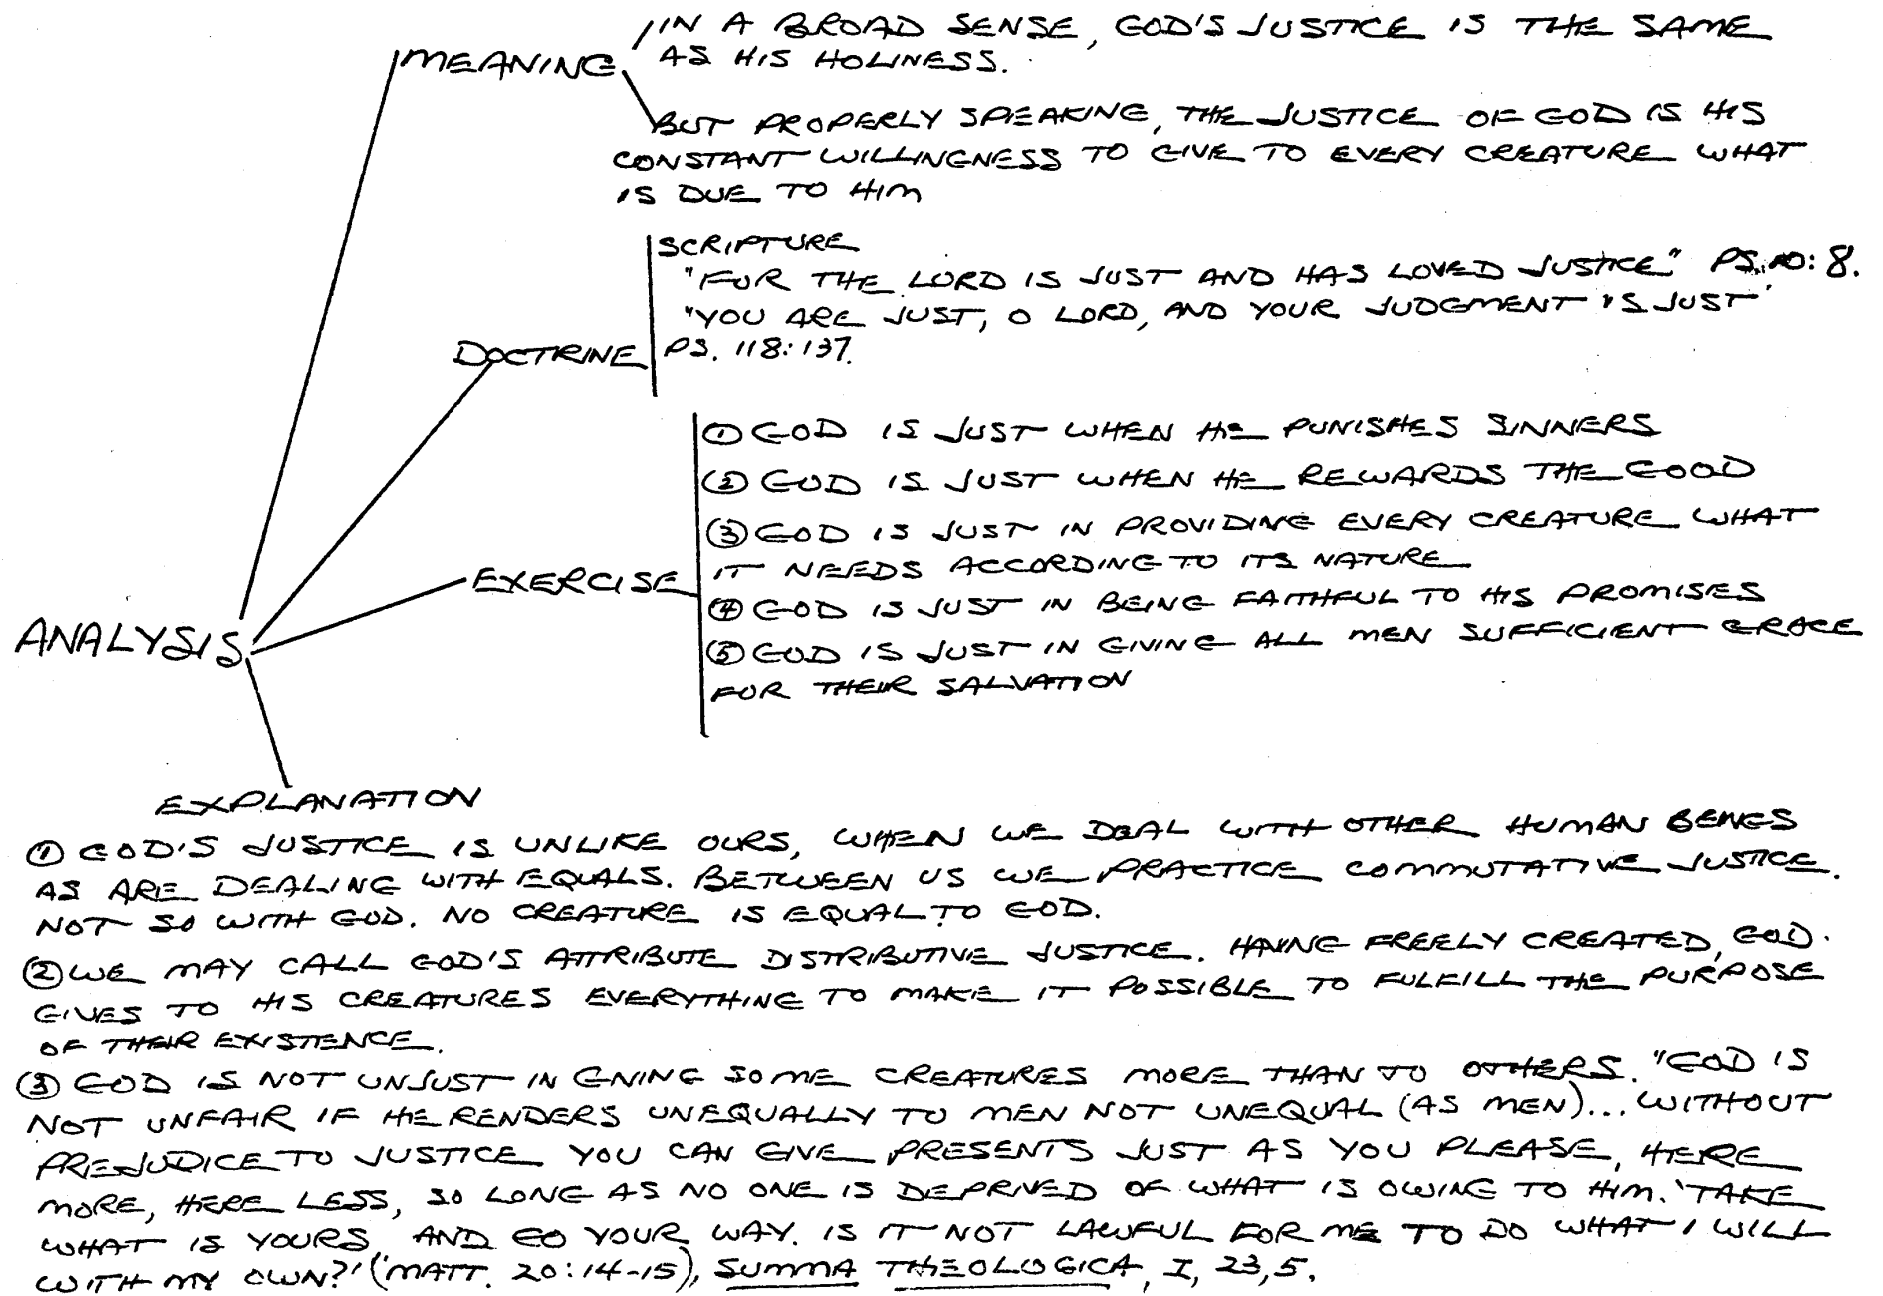 MEANING
IN A BROAD SENSE, GOD'S JUSTICE IS THE SAME
AS HIS HOLINESS.
BUT PROPERLY SPEAKING, THE JUSTICE OF GOD IS HIS
CONSTANT WILLINGNESS TO GIVE TO EVERY CREATURE WHAT
IS DUE TO HIM
DOCTRINE
SCRIPTURE
"FOR THE LORD IS JUST AND HAS LOVED JUSTICE" PS. 10:8.
"YOU ARE JUST, O LORD, AND YOUR JUDGMENT IS JUST"
PS. 118:137.
EXERCISE
① GOD IS JUST WHEN HE PUNISHES SINNERS
② GOD IS JUST WHEN HE REWARDS THE GOOD
③ GOD IS JUST IN PROVIDING EVERY CREATURE WHAT
IT NEEDS ACCORDING TO ITS NATURE
④ GOD IS JUST IN BEING FAITHFUL TO HIS PROMISES
⑤ GOD IS JUST IN GIVING ALL MEN SUFFICIENT GRACE
FOR THEIR SALVATION
ANALYSIS
EXPLANATION
① GOD'S JUSTICE IS UNLIKE OURS, WHEN WE DEAL WITH OTHER HUMAN BEINGS
AS ARE DEALING WITH EQUALS. BETWEEN US WE PRACTICE COMMUTATIVE JUSTICE.
NOT SO WITH GOD. NO CREATURE IS EQUAL TO GOD.
② WE MAY CALL GOD'S ATTRIBUTE DISTRIBUTIVE JUSTICE. HAVING FREELY CREATED, GOD
GIVES TO HIS CREATURES EVERYTHING TO MAKE IT POSSIBLE TO FULFILL THE PURPOSE
OF THEIR EXISTENCE.
③ GOD IS NOT UNJUST IN GIVING SOME CREATURES MORE THAN TO OTHERS. "GOD IS
NOT UNFAIR IF HE RENDERS UNEQUALLY TO MEN NOT UNEQUAL (AS MEN)... WITHOUT
PREJUDICE TO JUSTICE YOU CAN GIVE PRESENTS JUST AS YOU PLEASE, HERE
MORE, HERE LESS, SO LONG AS NO ONE IS DEPRIVED OF WHAT IS OWING TO HIM. 'TAKE
WHAT IS YOURS AND GO YOUR WAY. IS IT NOT LAWFUL FOR ME TO DO WHAT I WILL
WITH MY OWN?' (MATT. 20:14-15), SUMMA THEOLOGICA, I, 23,5.